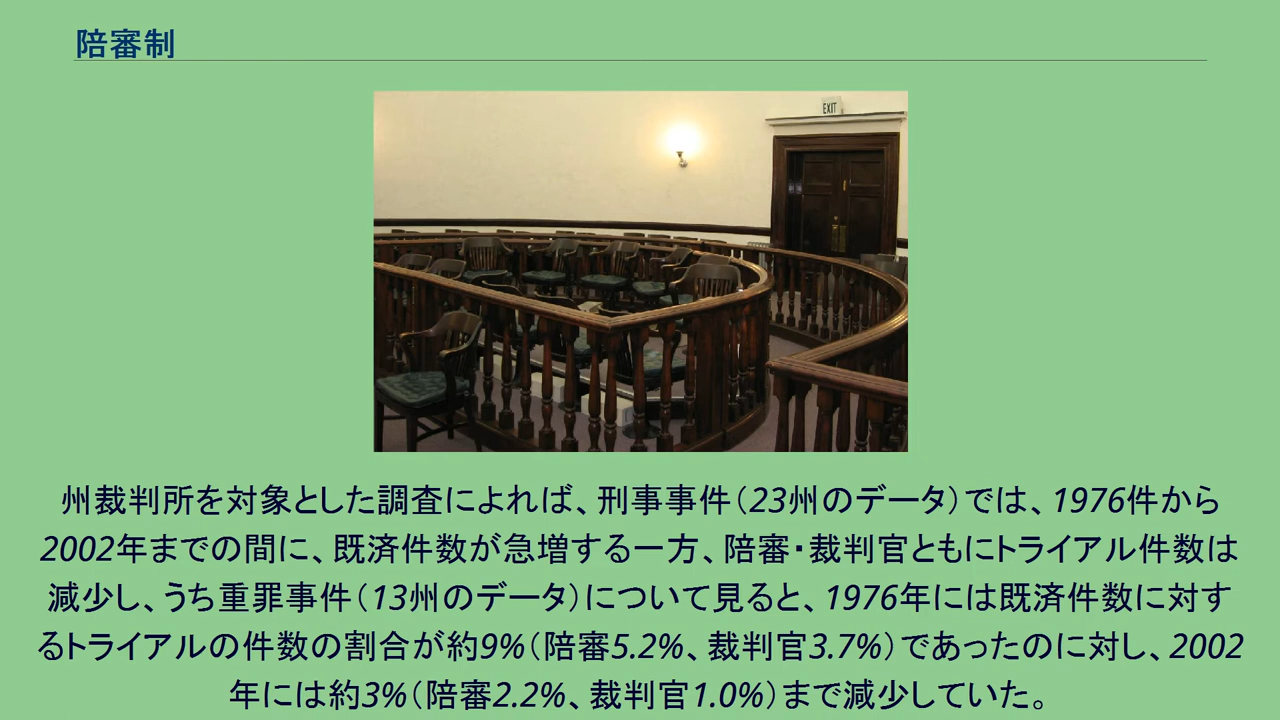 陪審制
EXIT
州裁判所を対象とした調査によれば、刑事事件（23州のデータ）では、1976件から
2002年までの間に、既済件数が急増する一方、陪審・裁判官ともにトライアル件数は
減少し、うち重罪事件（13州のデータ）について見ると、1976年には既済件数に対す
るトライアルの件数の割合が約9%（陪審5.2%、裁判官3.7%）であったのに対し、2002
年には約3%（陪審2.2%、裁判官1.0%）まで減少していた。